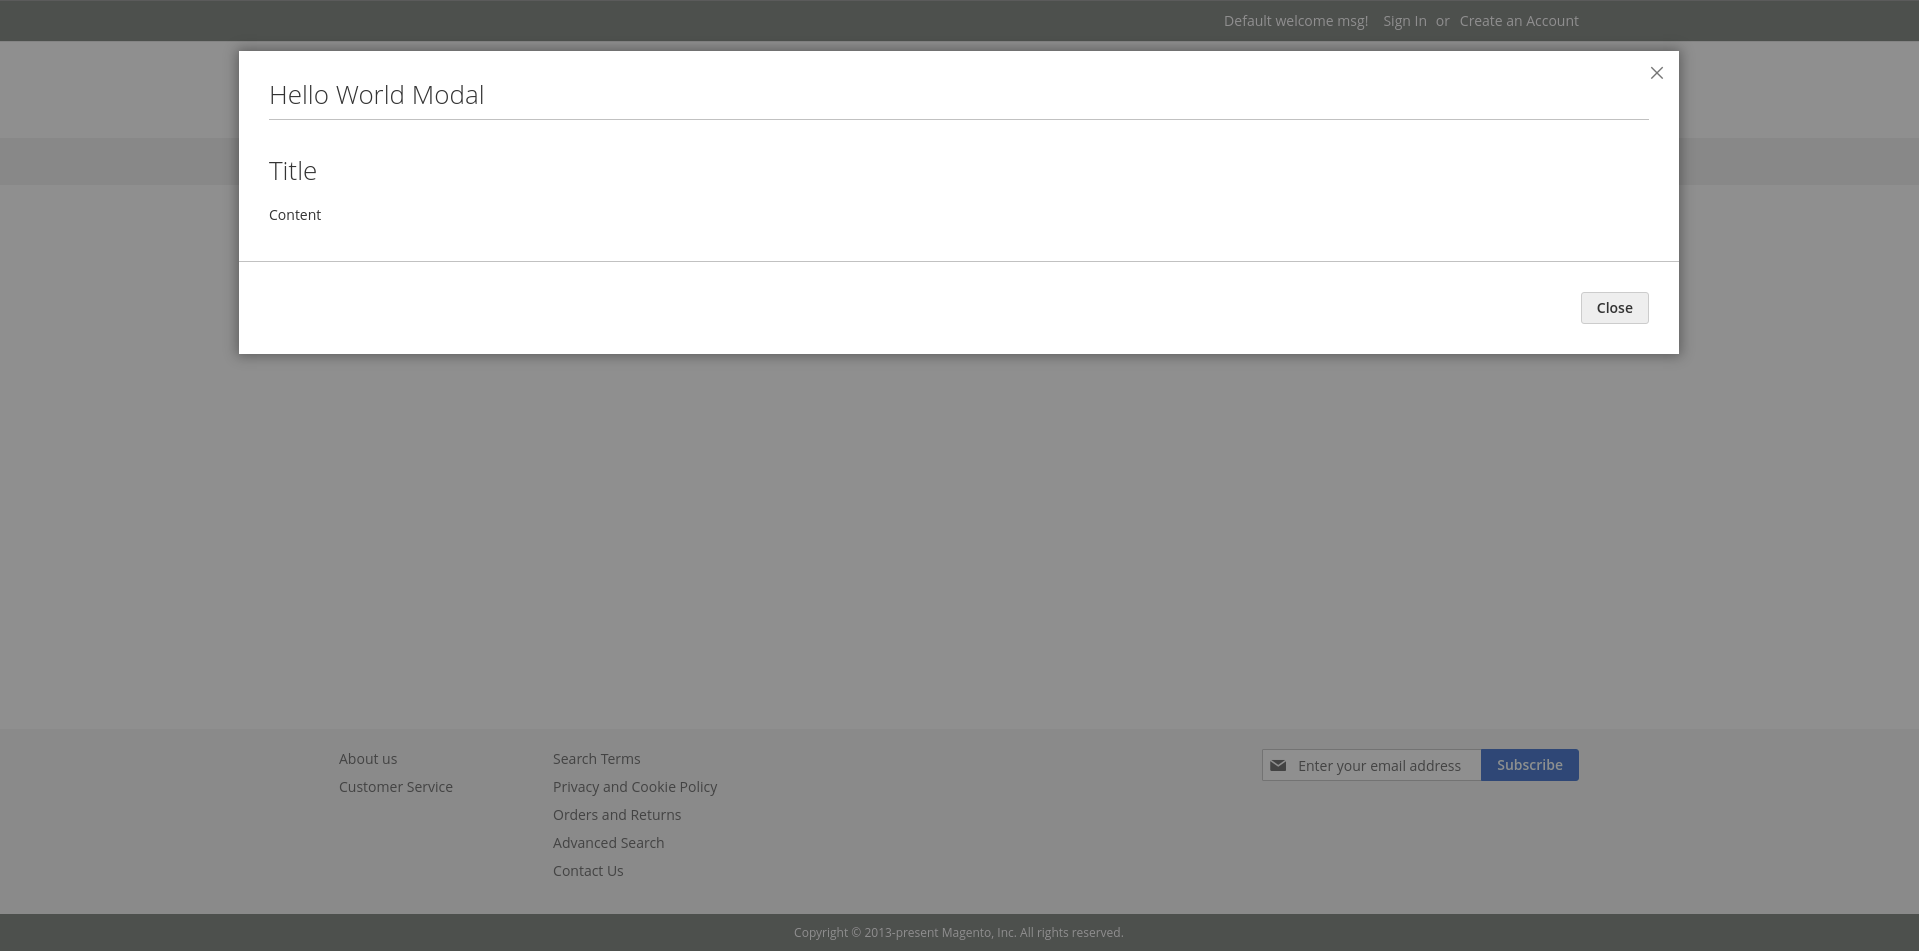 Default welcome msg! Sign In or Create an Account
Hello World Modal
Title
Content
Close
About us
Customer Service
Search Terms
Privacy and Cookie Policy
Orders and Returns
Advanced Search
Contact Us
Enter your email address
Subscribe
Copyright © 2013-present Magento, Inc. All rights reserved.